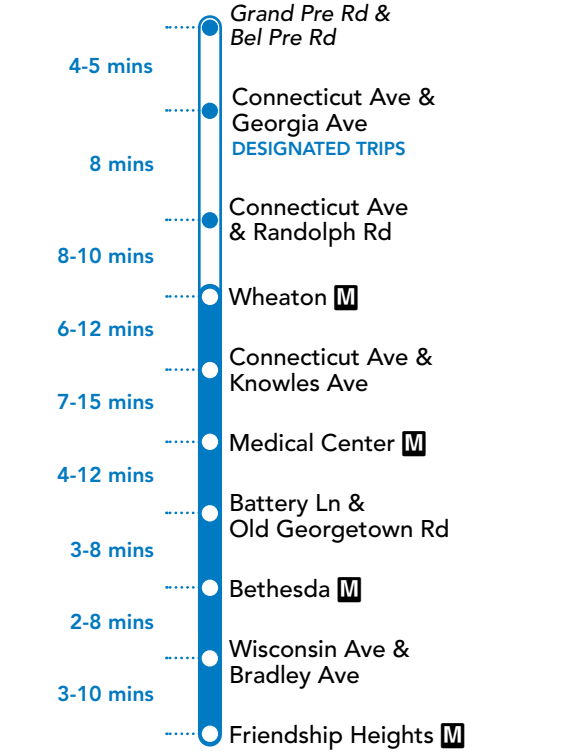 Grand Pre Rd &
Bel Pre Rd
4-5 mins
Connecticut Ave &
Georgia Ave
DESIGNATED TRIPS
8 mins
Connecticut Ave
& Randolph Rd
8-10 mins
Wheaton M
6-12 mins
Connecticut Ave &
Knowles Ave
7-15 mins
Medical Center M
4-12 mins
Battery Ln &
Old Georgetown Rd
3-8 mins
Bethesda M
2-8 mins
Wisconsin Ave &
Bradley Ave
3-10 mins
Friendship Heights M